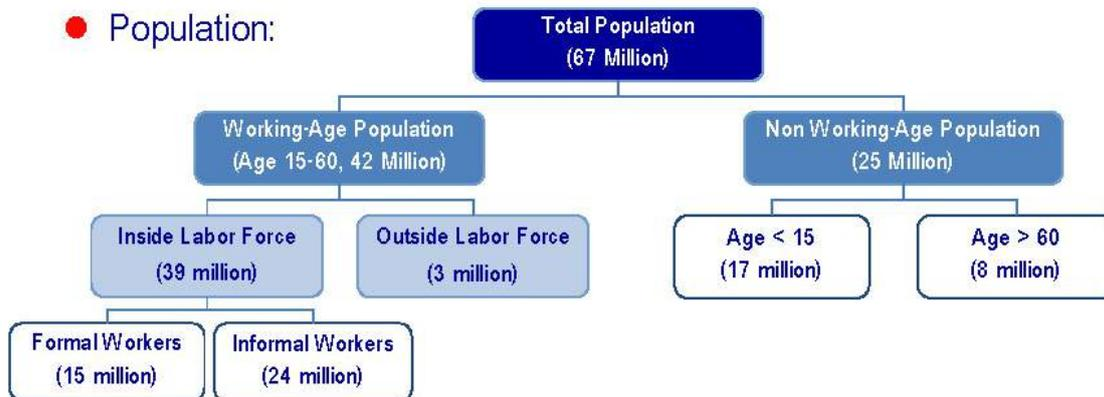 Population:
Total Population
(67 Million)
Working-Age Population
(Age 15-60, 42 Million)
Non Working-Age Population
(25 Million)
Inside Labor Force
(39 million)
Outside Labor Force
(3 million)
Age < 15
(17 million)
Age > 60
(8 million)
Formal Workers
(15 million)
Informal Workers
(24 million)